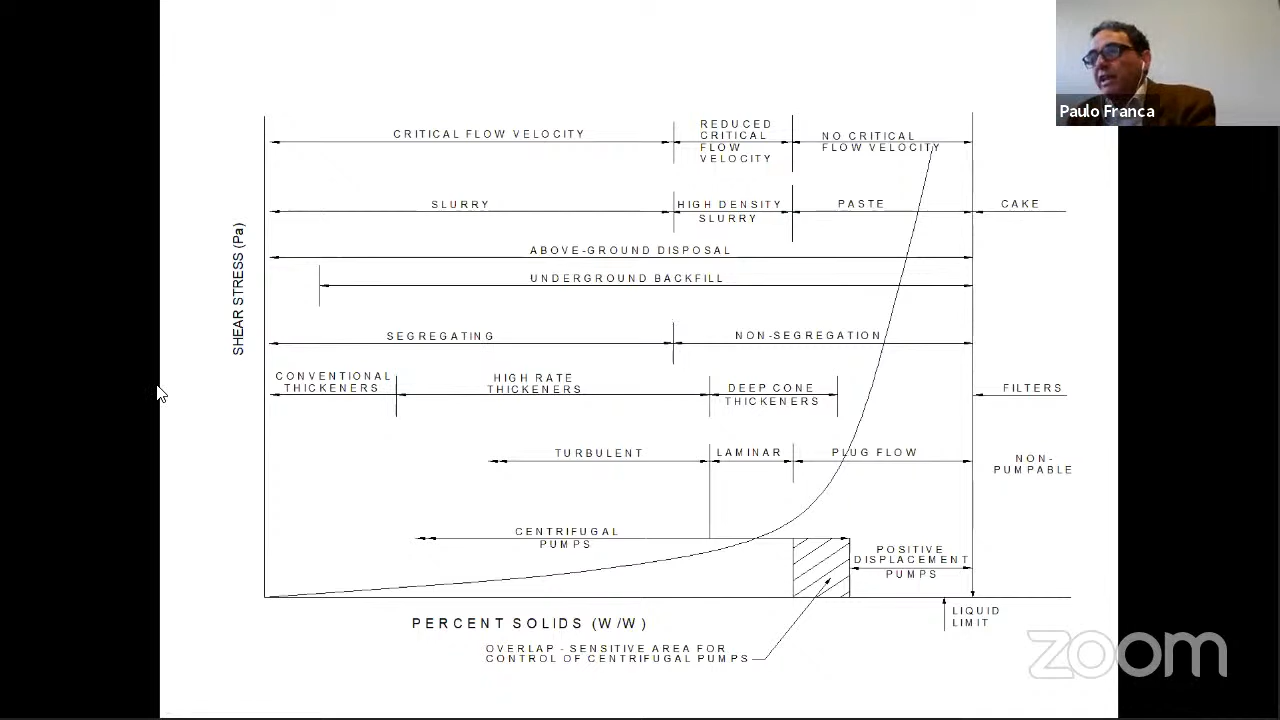 Paulo Franca
CRITICAL FLOW VELOCITY
REDUCED
CRITICAL
FLOW
VELOCITY
NO CRITICAL
FLOW VELOCITY
SLURRY
HIGH DENSITY
SLURRY
PASTE
CAKE
ABOVE-GROUND DISPOSAL
UNDERGROUND BACKFILL
SHEAR STRESS (Pa)
SEGREGATING
NON-SEGREGATION
CONVENTIONAL
THICKENERS
HIGH RATE
THICKENERS
DEEP CONE
THICKENERS
FILTERS
TURBULENT
LAMINAR
PLUG FLOW
NON-
PUMPABLE
CENTRIFUGAL
PUMPS
POSITIVE
DISPLACEMENT
PUMPS
LIQUID
LIMIT
PERCENT SOLIDS (W/W)
OVERLAP - SENSITIVE AREA FOR
CONTROL OF CENTRIFUGAL PUMPS
zoom